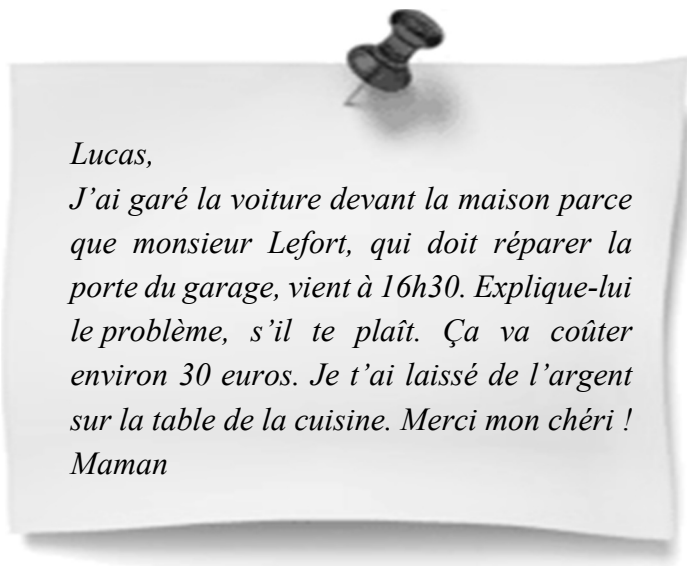 Lucas,
J’ai garé la voiture devant la maison parce
que monsieur Lefort, qui doit réparer la
porte du garage, vient à 16h30. Explique-lui
le problème, s’il te plaît. Ça va coûter
environ 30 euros. Je t’ai laissé de l’argent
sur la table de la cuisine. Merci mon chéri !
Maman